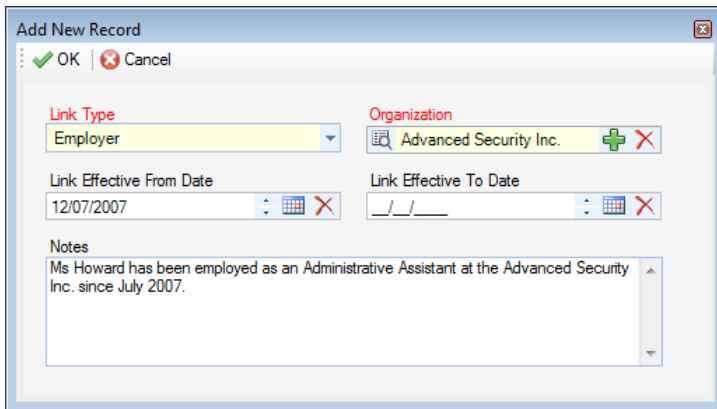 Add New Record
OK Cancel
Link Type Organization
Employer Advanced Security Inc.
Link Effective From Date Link Effective To Date
12/07/2007 __/__/____
Notes
Ms Howard has been employed as an Administrative Assistant at the Advanced Security
Inc. since July 2007.